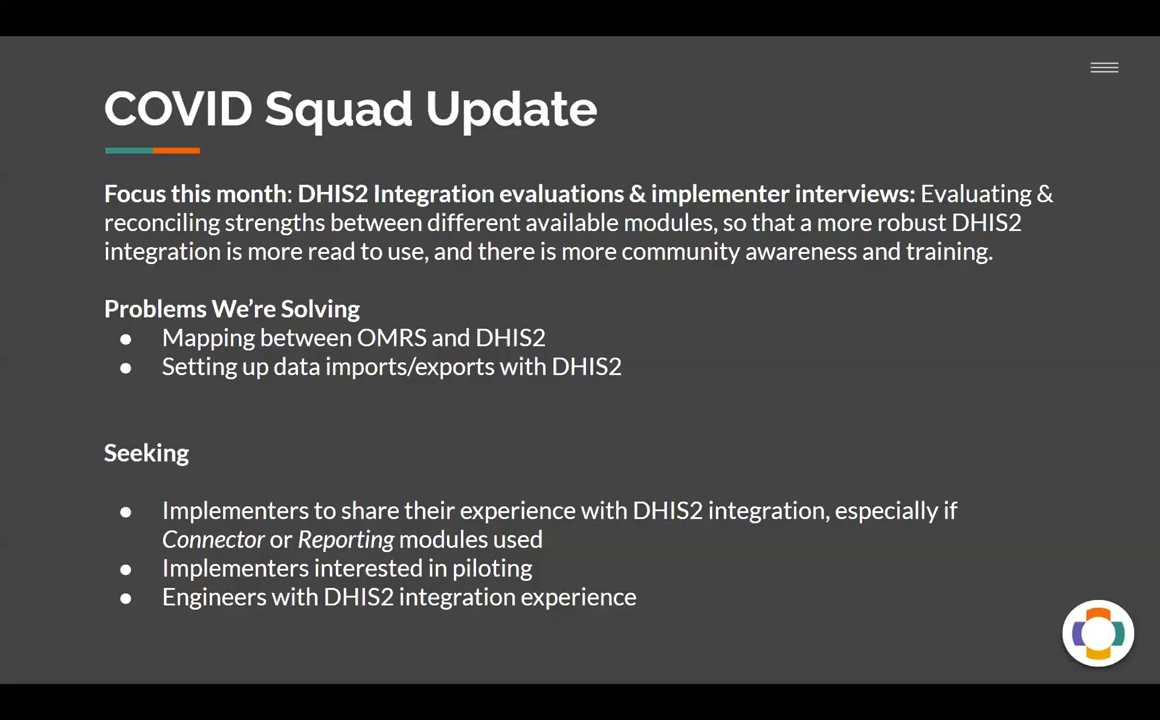 COVID Squad Update
Focus this month: DHIS2 Integration evaluations & implementer interviews: Evaluating &
reconciling strengths between different available modules, so that a more robust DHIS2
integration is more read to use, and there is more community awareness and training.
Problems We're Solving
● Mapping between OMRS and DHIS2
● Setting up data imports/exports with DHIS2
Seeking
● Implementers to share their experience with DHIS2 integration, especially if
Connector or Reporting modules used
● Implementers interested in piloting
● Engineers with DHIS2 integration experience